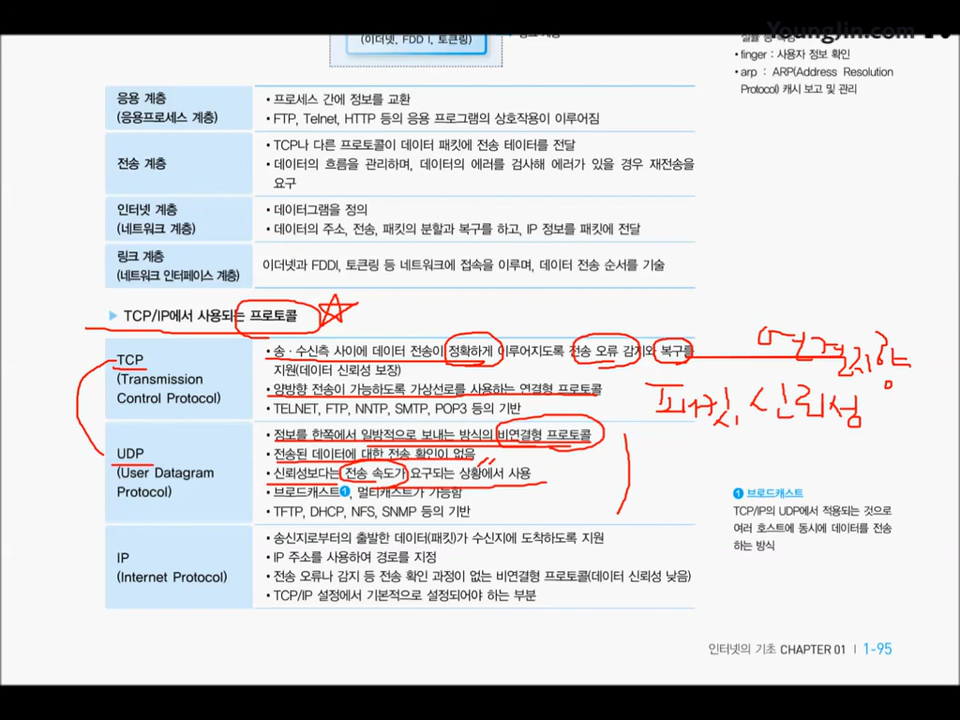 Youngjin.com
(이더넷, FDD I, 토큰링)
• finger : 사용자 정보 확인
• arp : ARP(Address Resolution
Protocol) 캐시 보고 및 관리
응용 계층
(응용프로세스 계층)
• 프로세스 간에 정보를 교환
• FTP, Telnet, HTTP 등의 응용 프로그램의 상호작용이 이루어짐
전송 계층
• TCP나 다른 프로토콜이 데이터 패킷에 전송 테이터를 전달
• 데이터의 흐름을 관리하며, 데이터의 에러를 검사해 에러가 있을 경우 재전송을
요구
인터넷 계층
(네트워크 계층)
• 데이터그램을 정의
• 데이터의 주소, 전송, 패킷의 분할과 복구를 하고, IP 정보를 패킷에 전달
링크 계층
(네트워크 인터페이스 계층)
이더넷과 FDDI, 토큰링 등 네트워크에 접속을 이루며, 데이터 전송 순서를 기술
▶ TCP/IP에서 사용되는 프로토콜
TCP
(Transmission
Control Protocol)
• 송·수신측 사이에 데이터 전송이 정확하게 이루어지도록 전송 오류 감지와 복구를
지원(데이터 신뢰성 보장)
• 양방향 전송이 가능하도록 가상선로를 사용하는 연결형 프로토콜
• TELNET, FTP, NNTP, SMTP, POP3 등의 기반
연결지향
패킷, 신뢰성
UDP
(User Datagram
Protocol)
• 정보를 한쪽에서 일방적으로 보내는 방식의 비연결형 프로토콜
• 전송된 데이터에 대한 전송 확인이 없음
• 신뢰성보다는 전송 속도가 요구되는 상황에서 사용
• 브로드캐스트❶, 멀티캐스트가 가능함
• TFTP, DHCP, NFS, SNMP 등의 기반
❶ 브로드캐스트
TCP/IP의 UDP에서 적용되는 것으로
여러 호스트에 동시에 데이터를 전송
하는 방식
IP
(Internet Protocol)
• 송신지로부터의 출발한 데이터(패킷)가 수신지에 도착하도록 지원
• IP 주소를 사용하여 경로를 지정
• 전송 오류나 감지 등 전송 확인 과정이 없는 비연결형 프로토콜(데이터 신뢰성 낮음)
• TCP/IP 설정에서 기본적으로 설정되어야 하는 부분
인터넷의 기초 CHAPTER 01 | 1-95